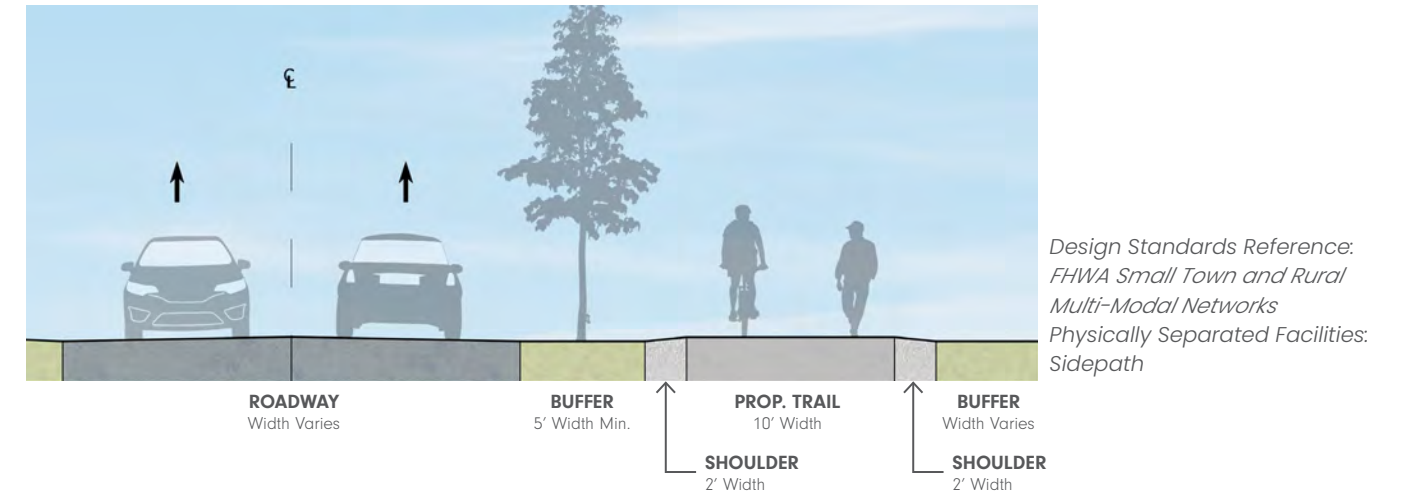 ℄
Design Standards Reference:
FHWA Small Town and Rural
Multi-Modal Networks
Physically Separated Facilities:
Sidepath
ROADWAY
Width Varies
BUFFER
5’ Width Min.
PROP. TRAIL
10’ Width
BUFFER
Width Varies
SHOULDER
2’ Width
SHOULDER
2’ Width